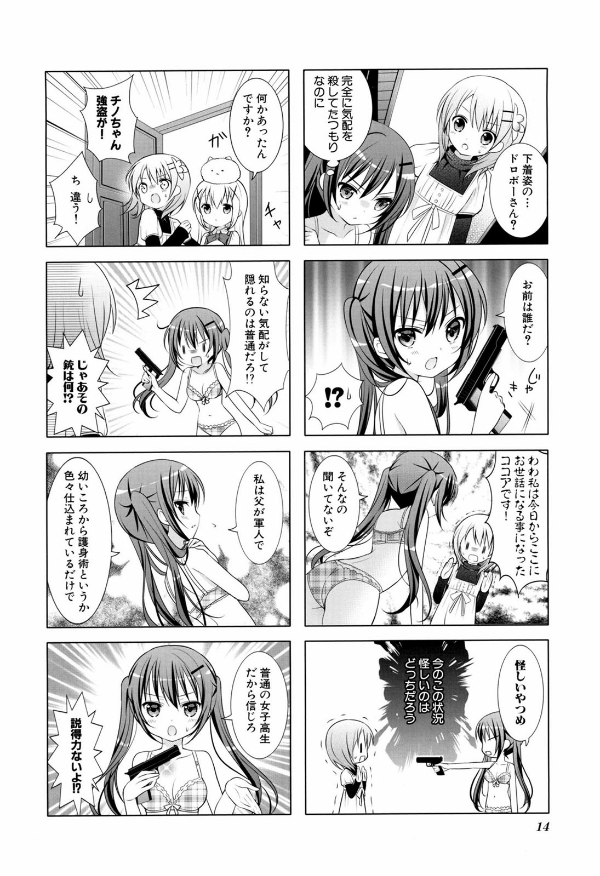 完全に気配を
殺してたつもり
なのに
下着姿の…
ドロボーさん?
お前は誰だ?
じゃ
!?
わわ私は今日からここに
お世話になる事になった
ココアです!
そんなの
聞いてないぞ
怪しいやつめ
今のこの状況
怪しいのは
どっちだろう
何かあったん
ですか?
ガ
チャ
チノちゃん
強盗が!
ち違う!
知らない気配がして
隠れるのは普通だろ!?
じゃあその
銃は何!?
私は父が軍人で
幼いころから護身術というか
色々仕込まれているだけで
普通の女子高生
だから信じろ
説得力ないよ!?
14